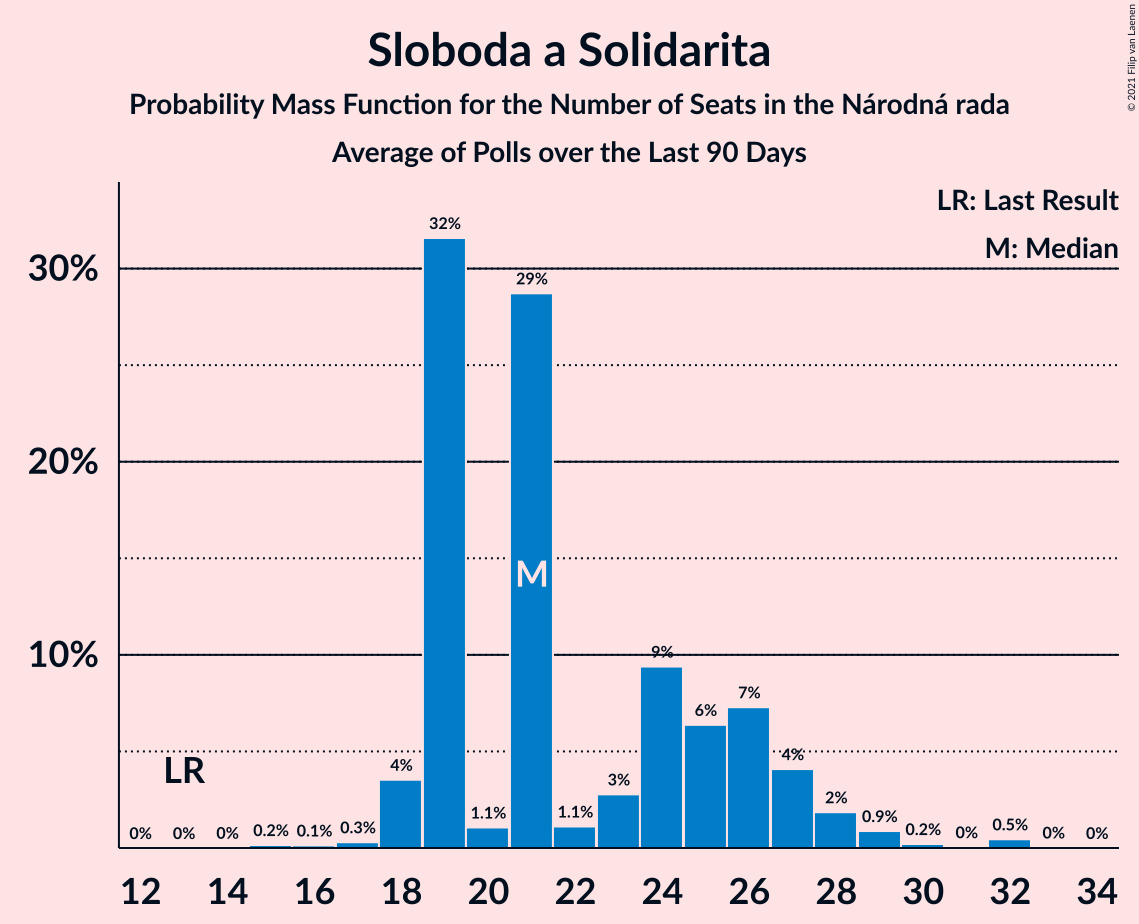 Sloboda a Solidarita
Probability Mass Function for the Number of Seats in the Národná rada
Average of Polls over the Last 90 Days
© 2021 Filip van Laenen
LR: Last Result
M: Median
30%
20%
10%
32%
29%
M
9%
7%
6%
4%
4%
3%
2%
LR
0%
0%
0%
0.2%
0.1%
0.3%
1.1%
1.1%
0.9%
0.2%
0%
0.5%
0%
0%
12 14 16 18 20 22 24 26 28 30 32 34